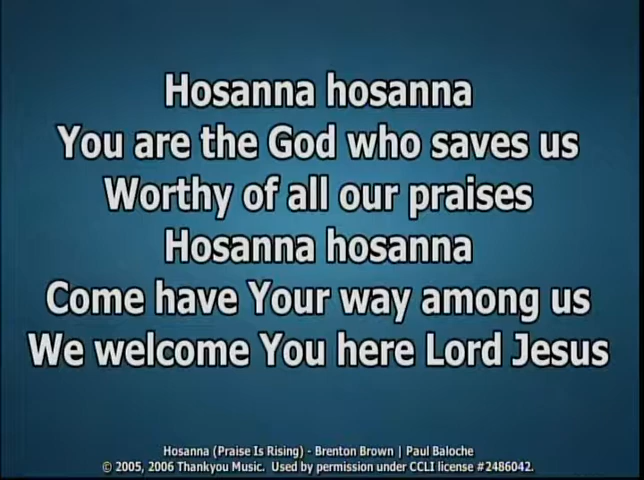 Hosanna hosanna
You are the God who saves us
Worthy of all our praises
Hosanna hosanna
Come have Your way among us
We welcome You here Lord Jesus
Hosanna (Praise Is Rising) - Brenton Brown | Paul Baloche
© 2005, 2006 Thankyou Music.  Used by permission under CCLI license #2486042.